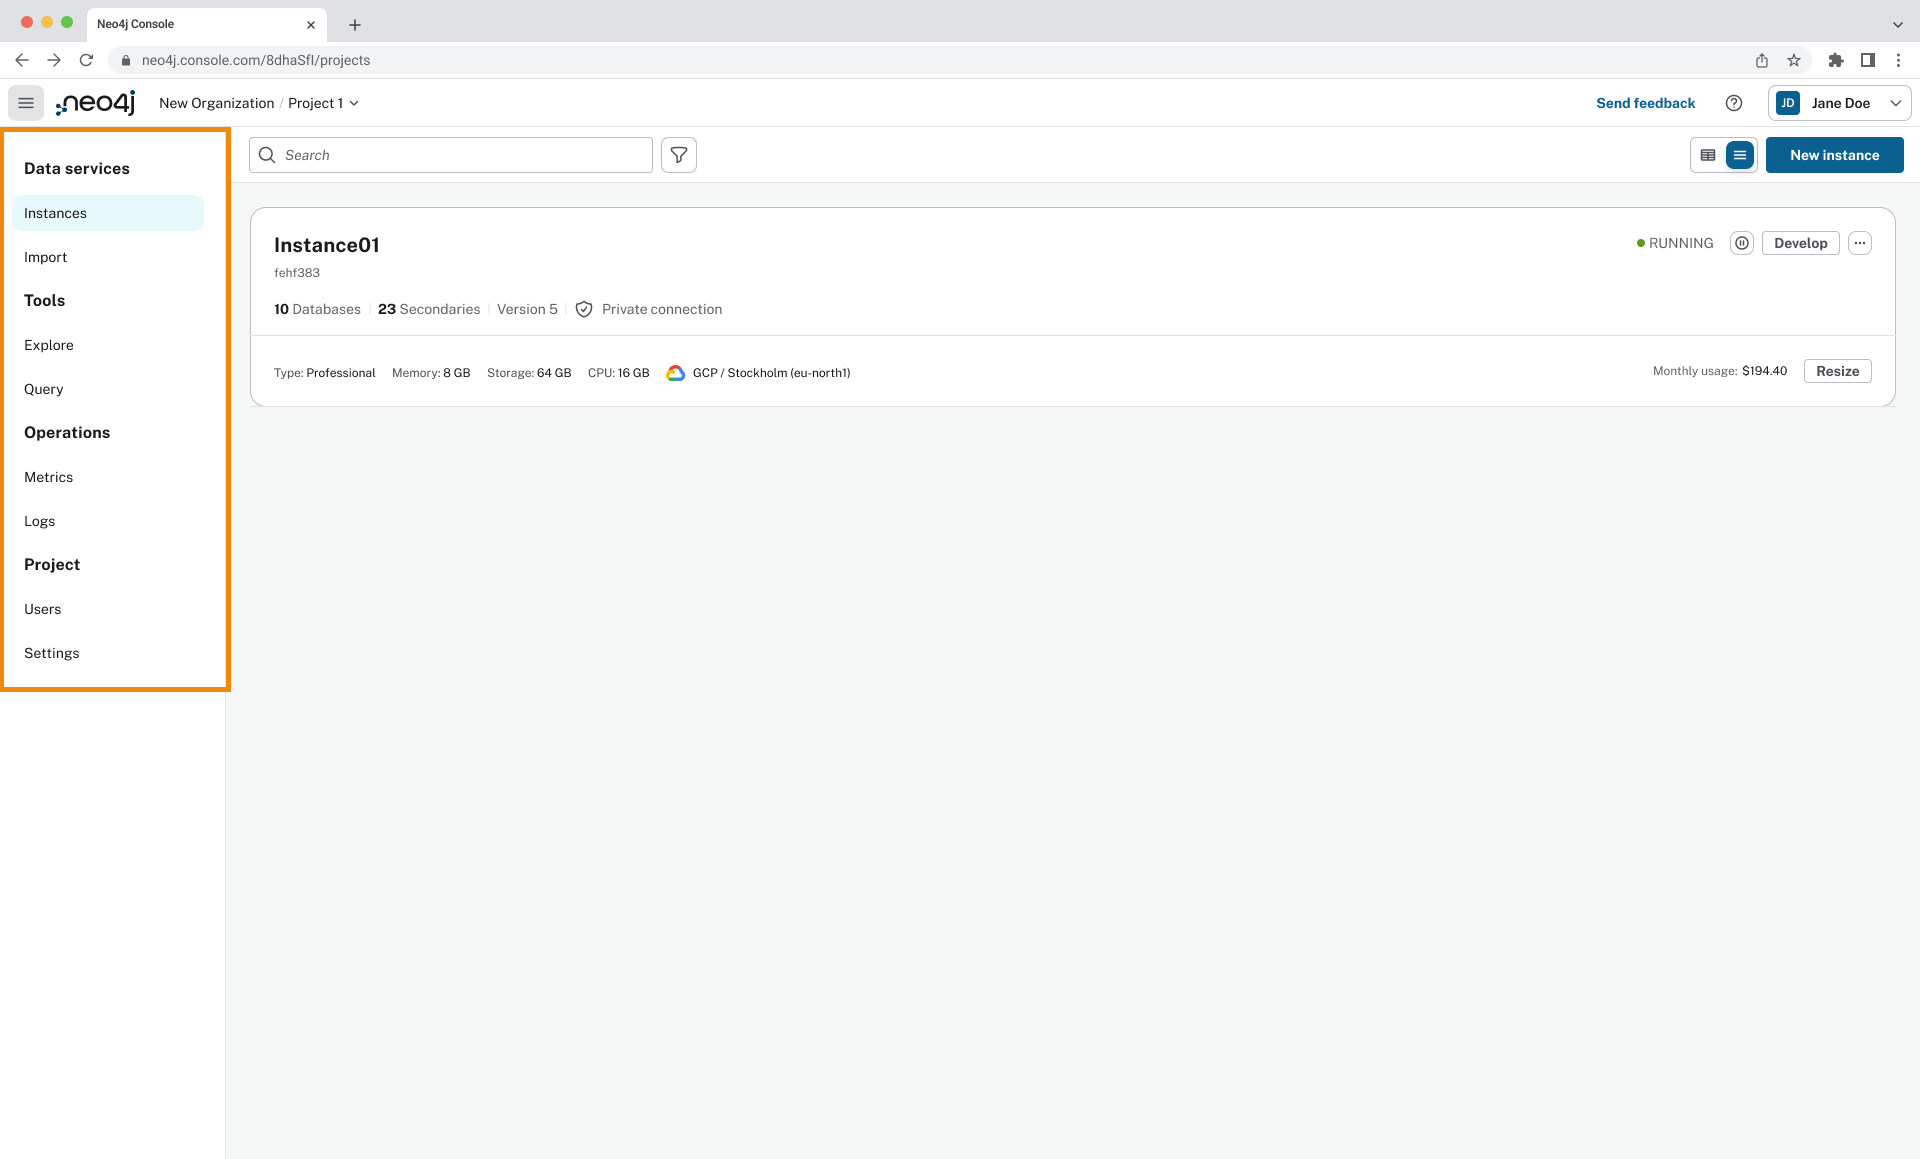 Neo4j Console
neo4j.console.com/8dhaSfI/projects
neo4j New Organization / Project 1 Send feedback JD Jane Doe
Data services
Instances
Import
Tools
Explore
Query
Operations
Metrics
Logs
Project
Users
Settings
Search New instance
Instance01 RUNNING Develop
fehf383
10 Databases 23 Secondaries Version 5 Private connection
Type: Professional Memory: 8 GB Storage: 64 GB CPU: 16 GB GCP / Stockholm (eu-north1) Monthly usage: $194.40 Resize